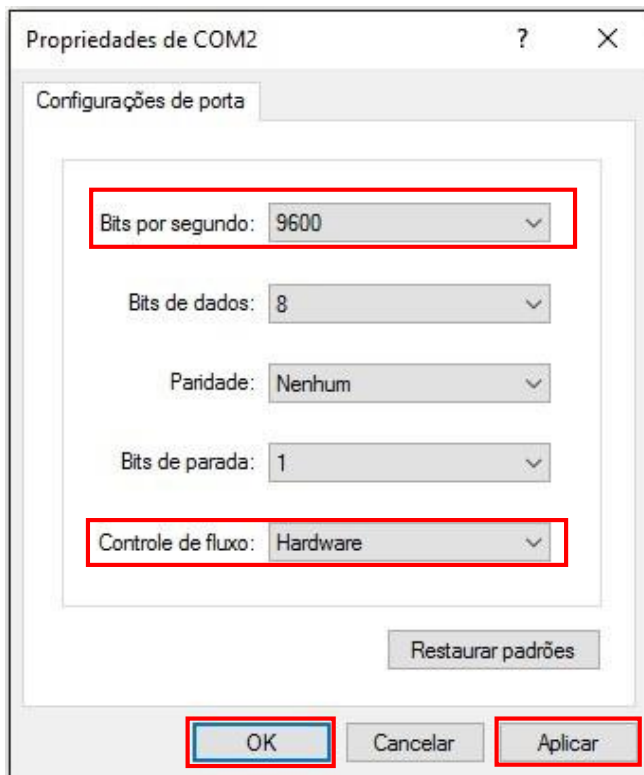 Propriedades de COM2 ?
Configurações de porta
Bits por segundo: 9600
Bits de dados: 8
Paridade: Nenhum
Bits de parada: 1
Controle de fluxo: Hardware
Restaurar padrões
OK Cancelar Aplicar